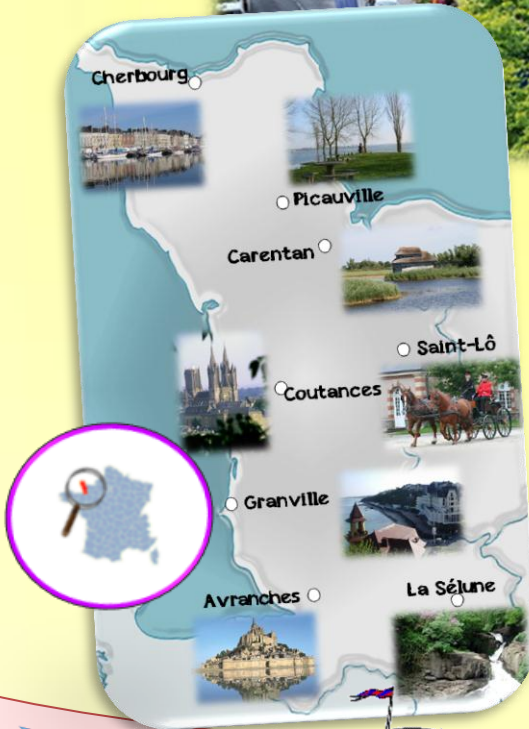 Cherbourg
Picauville
Carentan
Saint-Lô
Coutances
Granville
Avranches
La Sélune